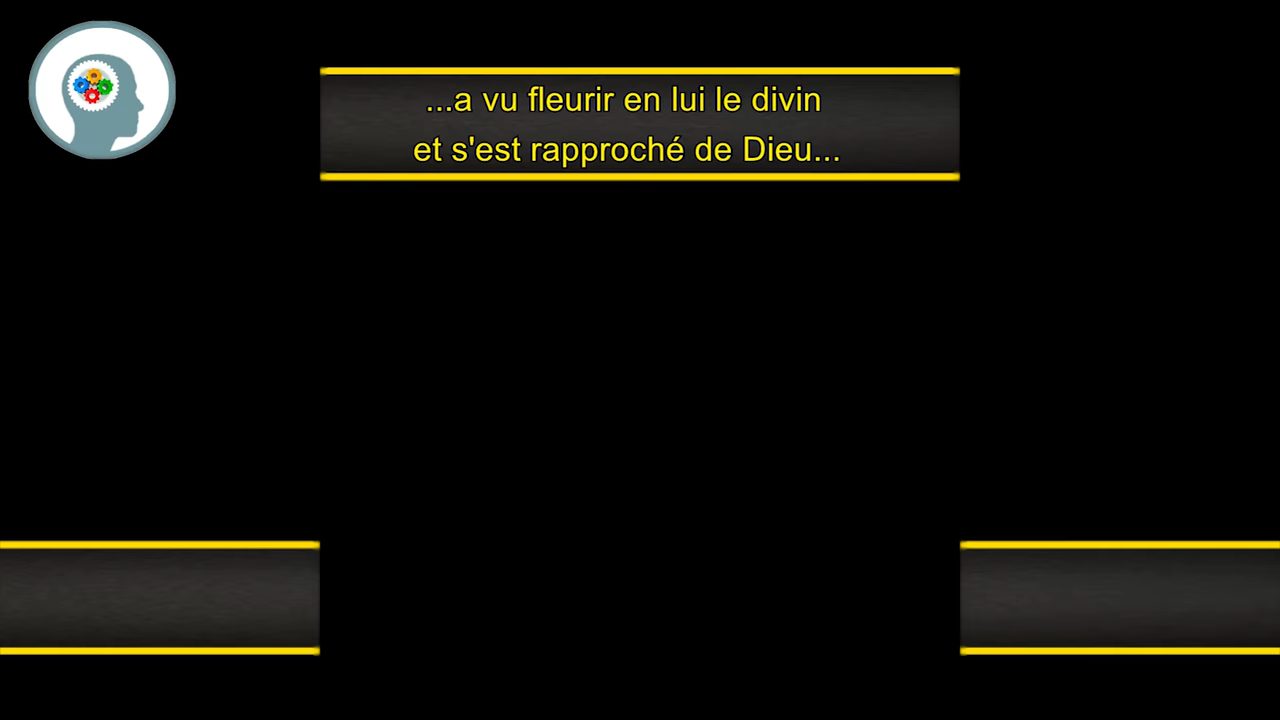 ...a vu fleurir en lui le divin
et s'est rapproché de Dieu...